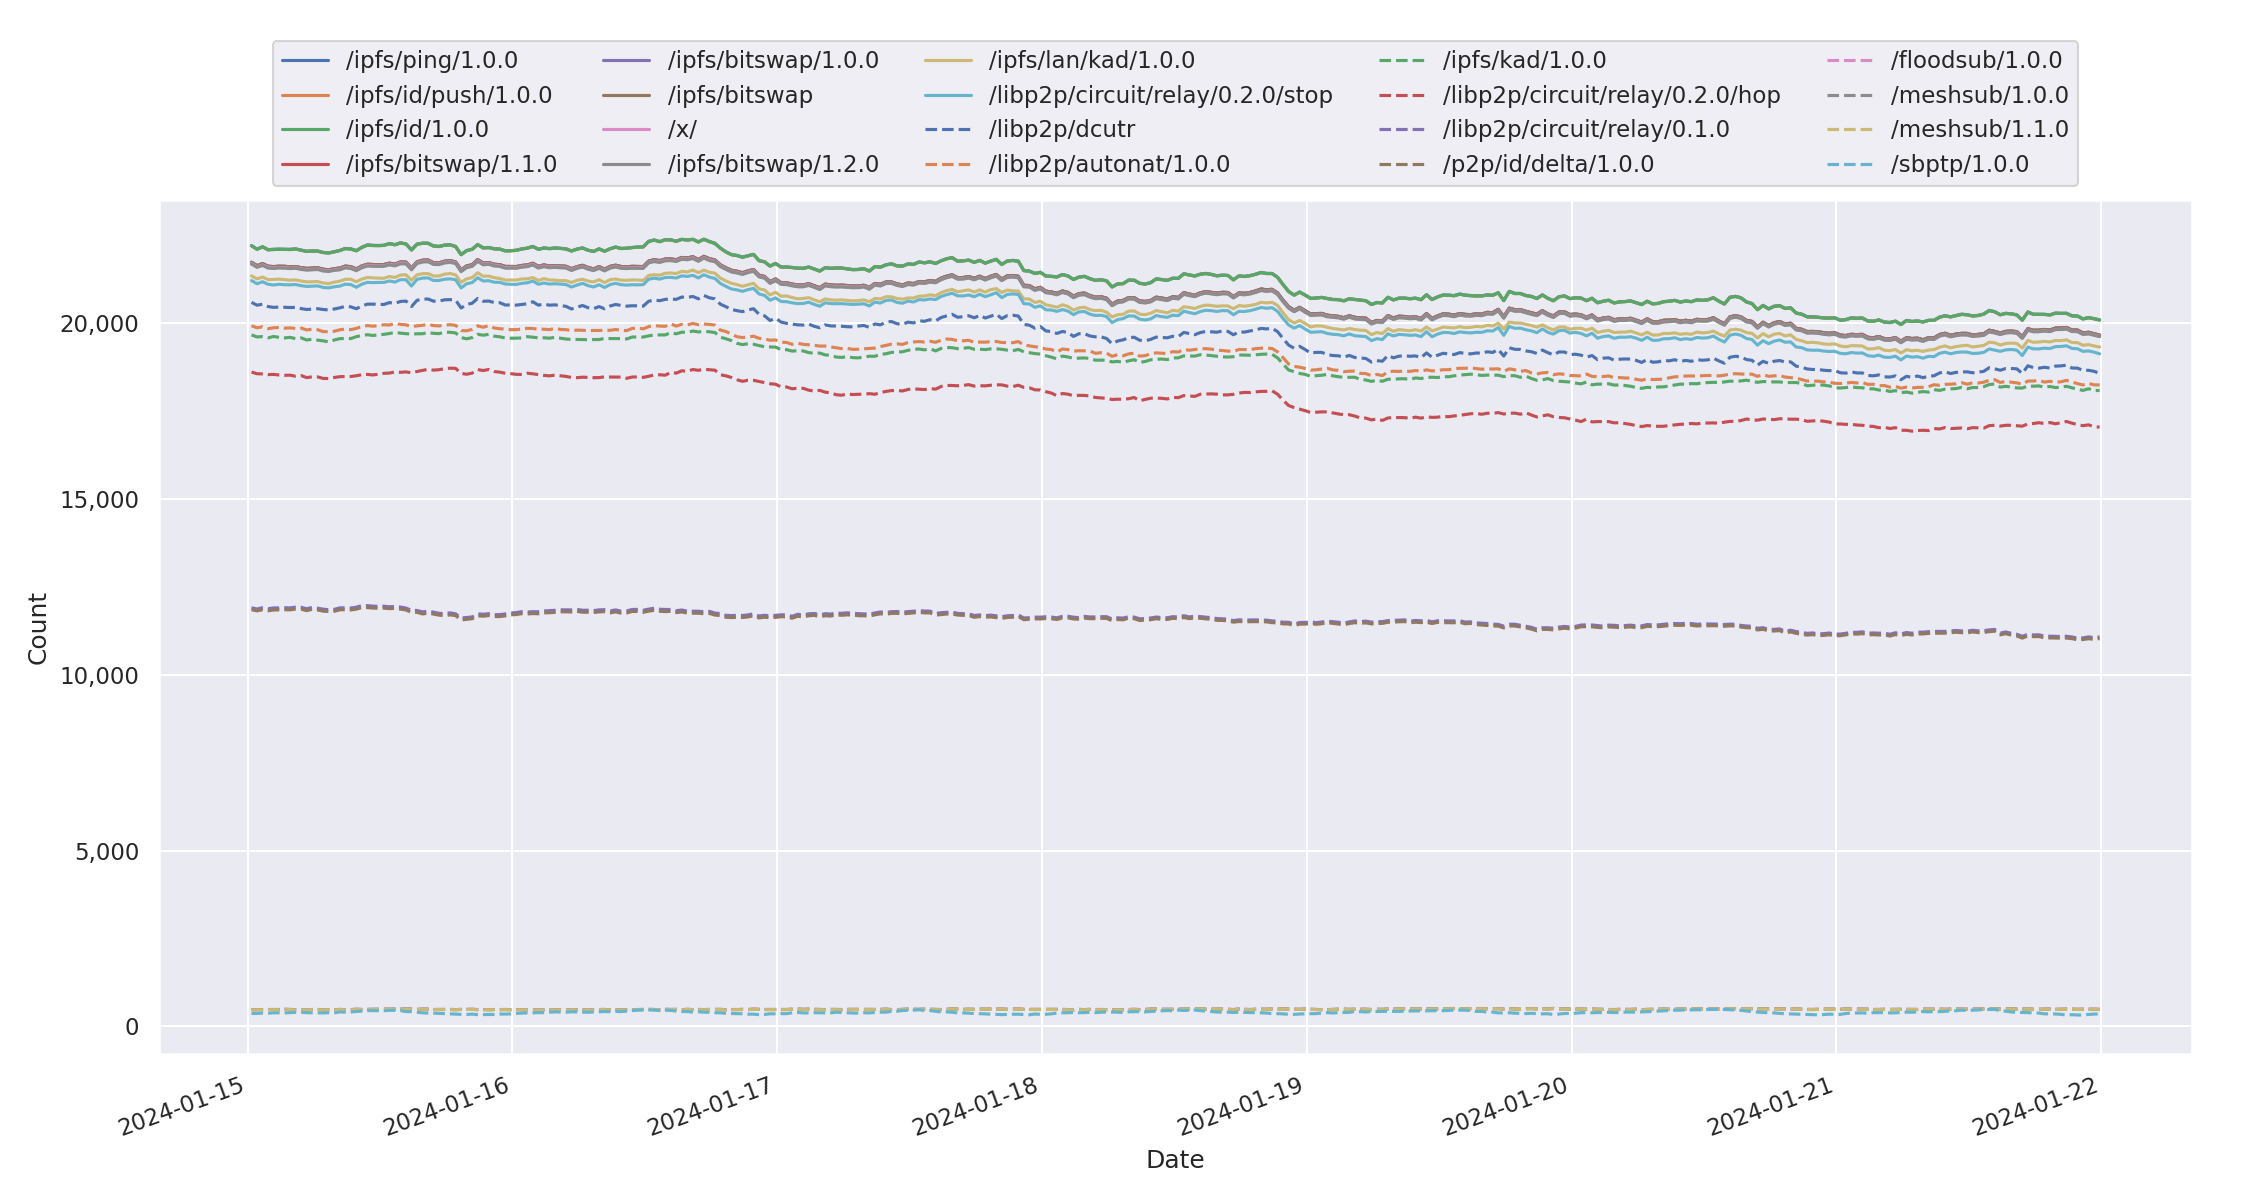 /ipfs/ping/1.0.0
/ipfs/id/push/1.0.0
/ipfs/id/1.0.0
/ipfs/bitswap/1.1.0
/ipfs/bitswap/1.0.0
/ipfs/bitswap
/x/
/ipfs/bitswap/1.2.0
/ipfs/lan/kad/1.0.0
/libp2p/circuit/relay/0.2.0/stop
/libp2p/dcutr
/libp2p/autonat/1.0.0
/ipfs/kad/1.0.0
/libp2p/circuit/relay/0.2.0/hop
/libp2p/circuit/relay/0.1.0
/p2p/id/delta/1.0.0
/floodsub/1.0.0
/meshsub/1.0.0
/meshsub/1.1.0
/sbptp/1.0.0
Count
20,000
15,000
10,000
5,000
0
2024-01-15
2024-01-16
2024-01-17
2024-01-18
2024-01-19
2024-01-20
2024-01-21
2024-01-22
Date